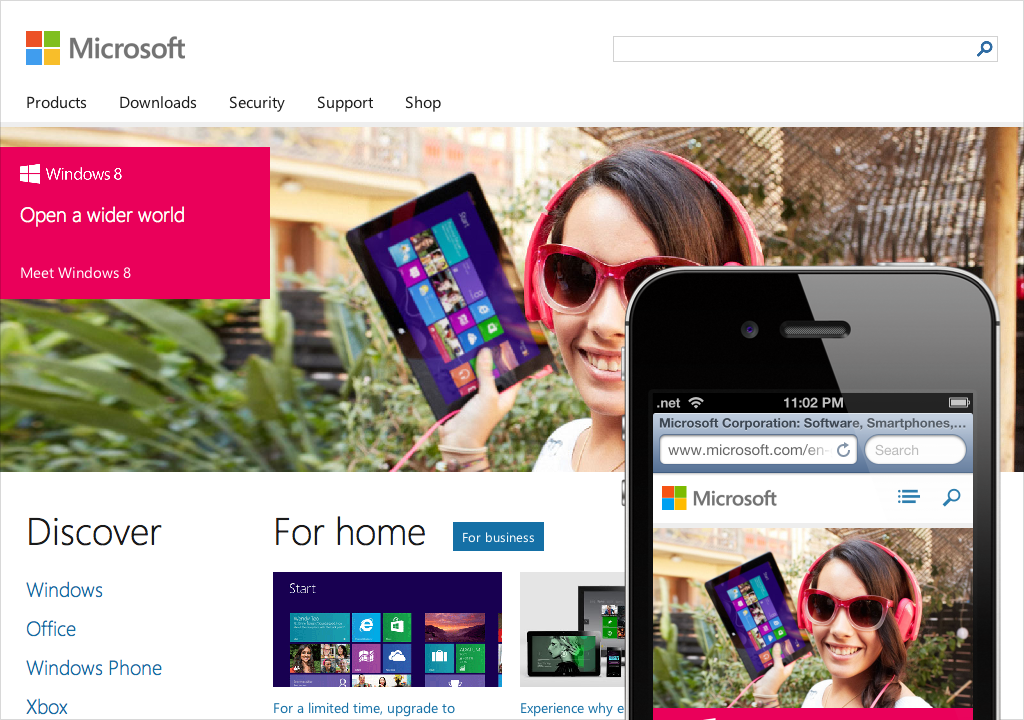 Microsoft
Products Downloads Security Support Shop
Windows 8
Open a wider world
Meet Windows 8
Start
Start
Discover
Windows
Office
Windows Phone
Xbox
For home
For business
Start
For a limited time, upgrade to
Experience why e
.net 11:02 PM
Microsoft Corporation: Software, Smartphones,...
www.microsoft.com/en-
Search
Microsoft